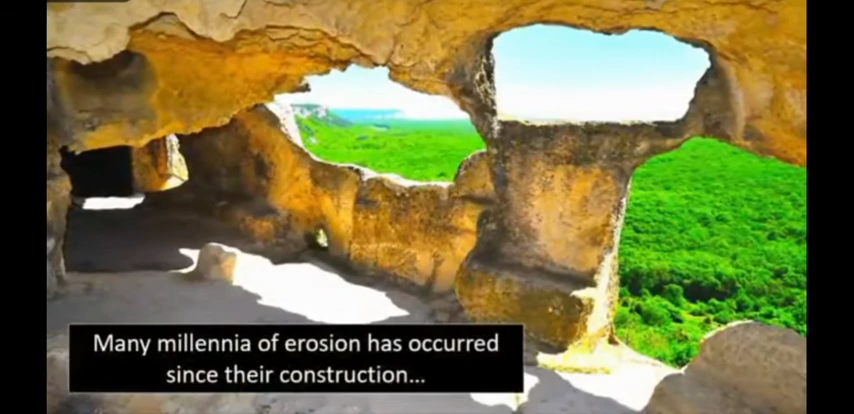 Many millennia of erosion has occurred
since their construction...